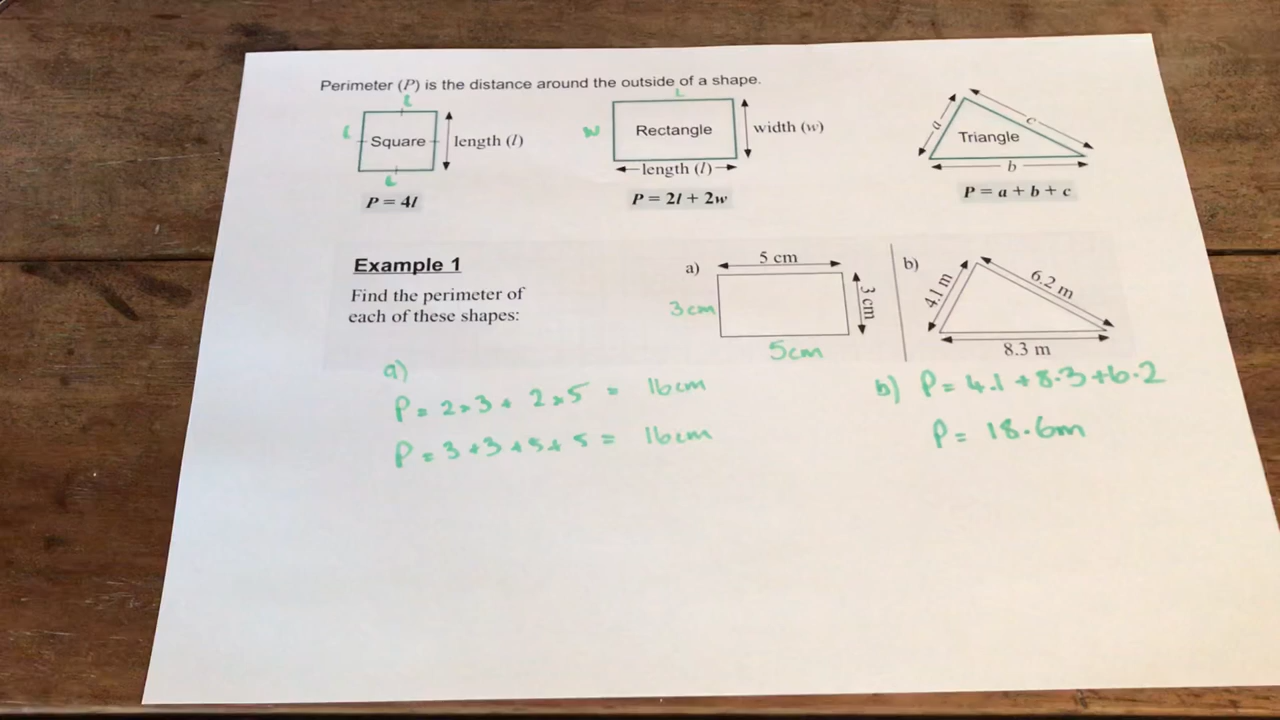 Perimeter (P) is the distance around the outside of a shape.
l
l
Square
length (l)
l
P = 4l
L
W
Rectangle
width (w)
length (l)
P = 2l + 2w
a
c
Triangle
b
P = a + b + c
Example 1
Find the perimeter of
each of these shapes:
a)
5 cm
3cm
3 cm
5cm
b)
4.1 m
6.2 m
8.3 m
a)
P = 2×3 + 2×5 = 16cm
P = 3+3+5+5 = 16cm
b) P = 4.1 + 8.3 + 6.2
P = 18.6m